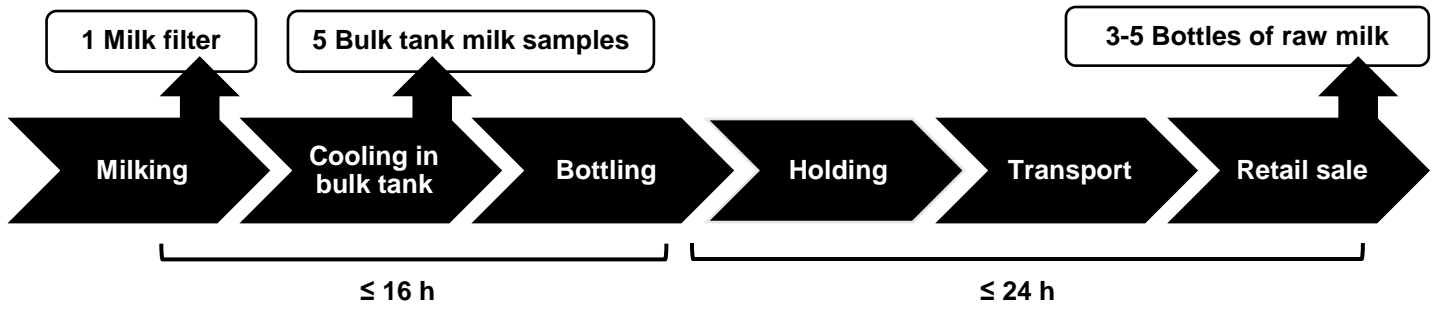 1 Milk filter
5 Bulk tank milk samples
3-5 Bottles of raw milk
Milking
Cooling in
bulk tank
Bottling
Holding
Transport
Retail sale
≤ 16 h
≤ 24 h